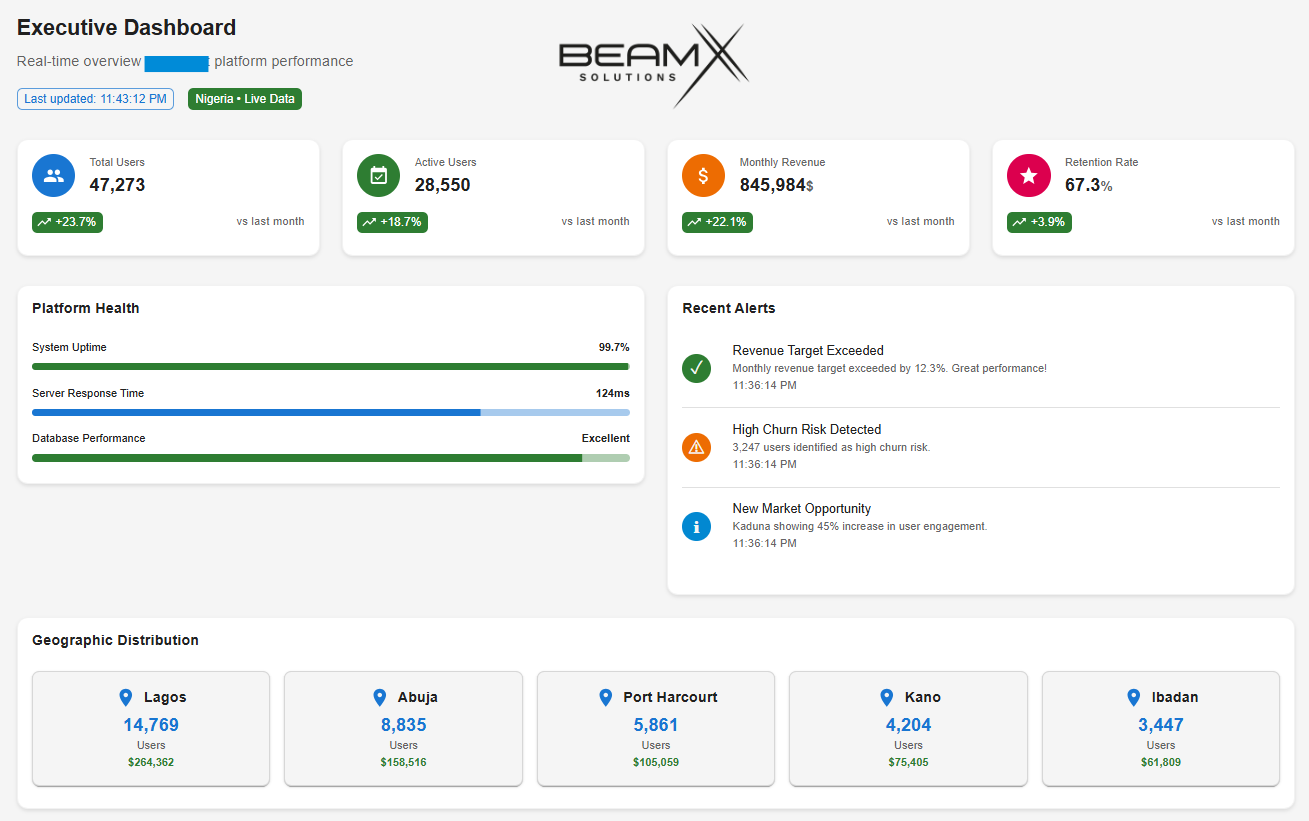 Executive Dashboard
Real-time overview platform performance
BEAMX
SOLUTIONS
Last updated: 11:43:12 PM
Nigeria • Live Data
Total Users
47,273
+23.7%
vs last month
Active Users
28,550
+18.7%
vs last month
Monthly Revenue
845,984$
+22.1%
vs last month
Retention Rate
67.3%
+3.9%
vs last month
Platform Health
System Uptime 99.7%
Server Response Time 124ms
Database Performance Excellent
Recent Alerts
Revenue Target Exceeded
Monthly revenue target exceeded by 12.3%. Great performance!
11:36:14 PM
High Churn Risk Detected
3,247 users identified as high churn risk.
11:36:14 PM
New Market Opportunity
Kaduna showing 45% increase in user engagement.
11:36:14 PM
Geographic Distribution
Lagos
14,769
Users
$264,362
Abuja
8,835
Users
$158,516
Port Harcourt
5,861
Users
$105,059
Kano
4,204
Users
$75,405
Ibadan
3,447
Users
$61,809